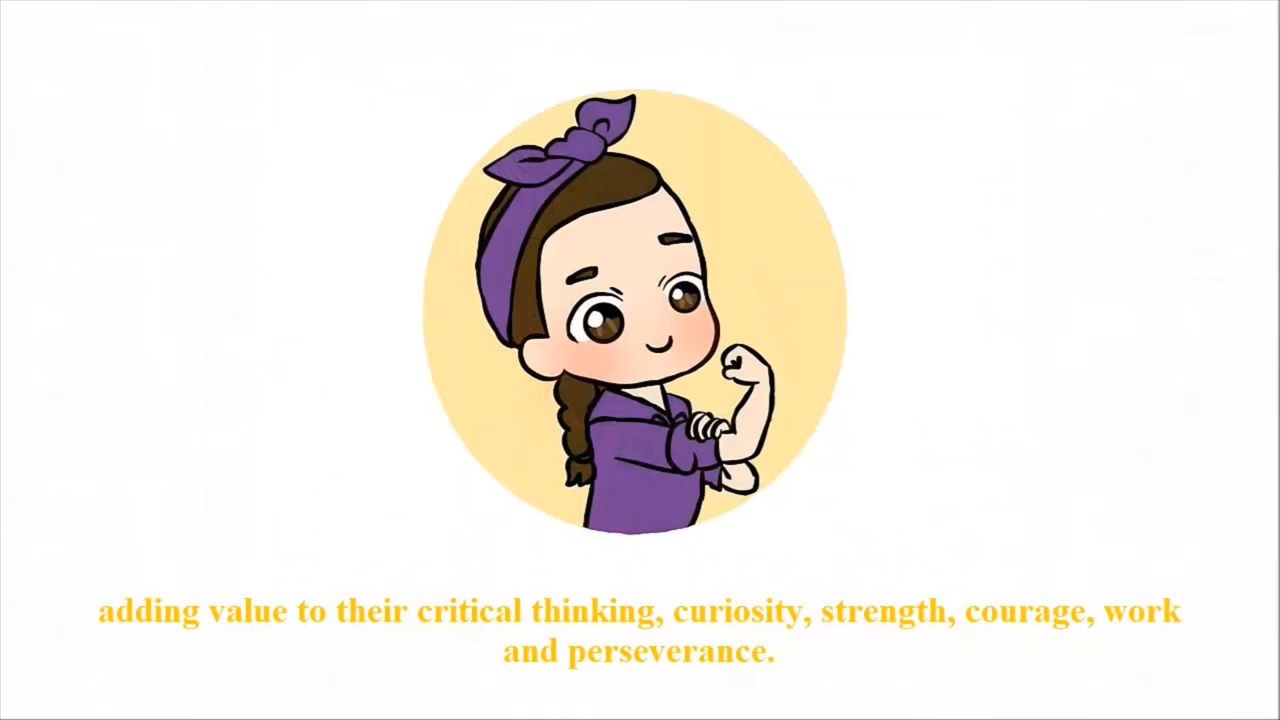 adding value to their critical thinking, curiosity, strength, courage, work
and perseverance.